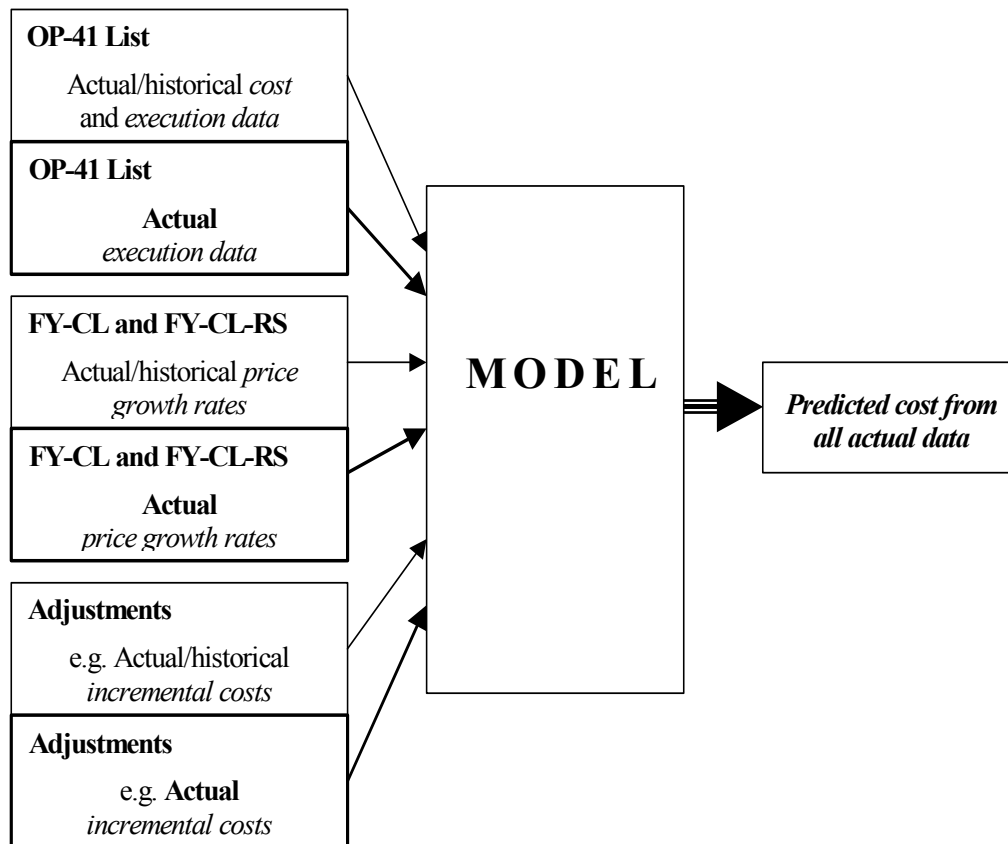 OP-41 List
Actual/historical cost
and execution data
OP-41 List
Actual
execution data
FY-CL and FY-CL-RS
Actual/historical price
growth rates
FY-CL and FY-CL-RS
Actual
price growth rates
Adjustments
e.g. Actual/historical
incremental costs
Adjustments
e.g. Actual
incremental costs
MODEL
Predicted cost from
all actual data